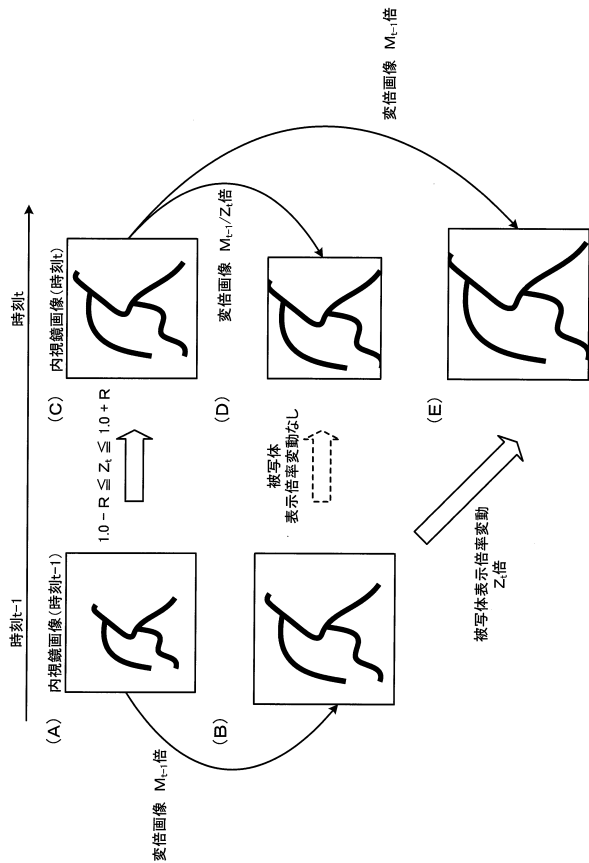 時刻t-1
時刻t
(A)
内視鏡画像(時刻t-1)
1.0-R≦Zt≦1.0+R
(C)
内視鏡画像(時刻t)
変倍画像 Mt-1倍
(B)
被写体
表示倍率変動なし
(D)
変倍画像 Mt-1/Zt倍
変倍画像 Mt-1倍
被写体表示倍率変動
Zt倍
(E)